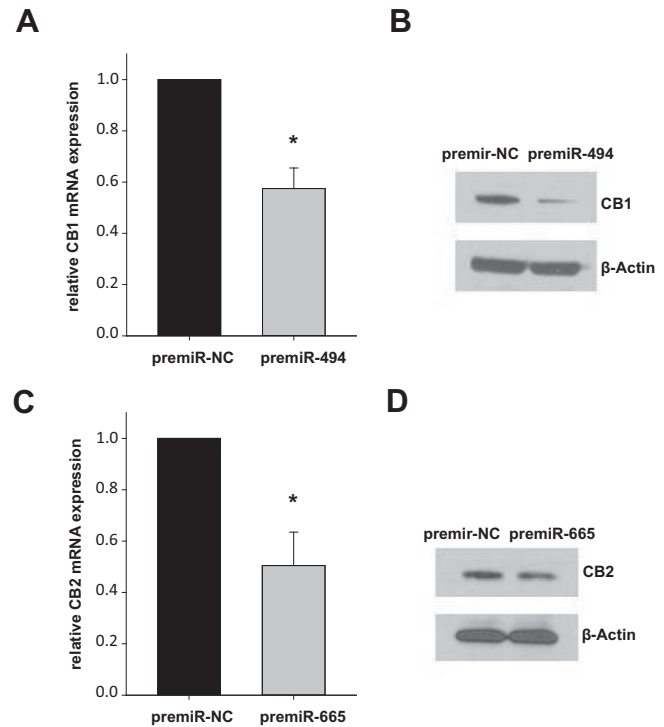 A
relative CB1 mRNA expression
1.0
0.8
0.6
0.4
0.2
0.0
*
premiR-NC premiR-494
B
premir-NC premiR-494
CB1
β-Actin
C
relative CB2 mRNA expression
1.0
0.8
0.6
0.4
0.2
0.0
*
premiR-NC premiR-665
D
premir-NC premiR-665
CB2
β-Actin